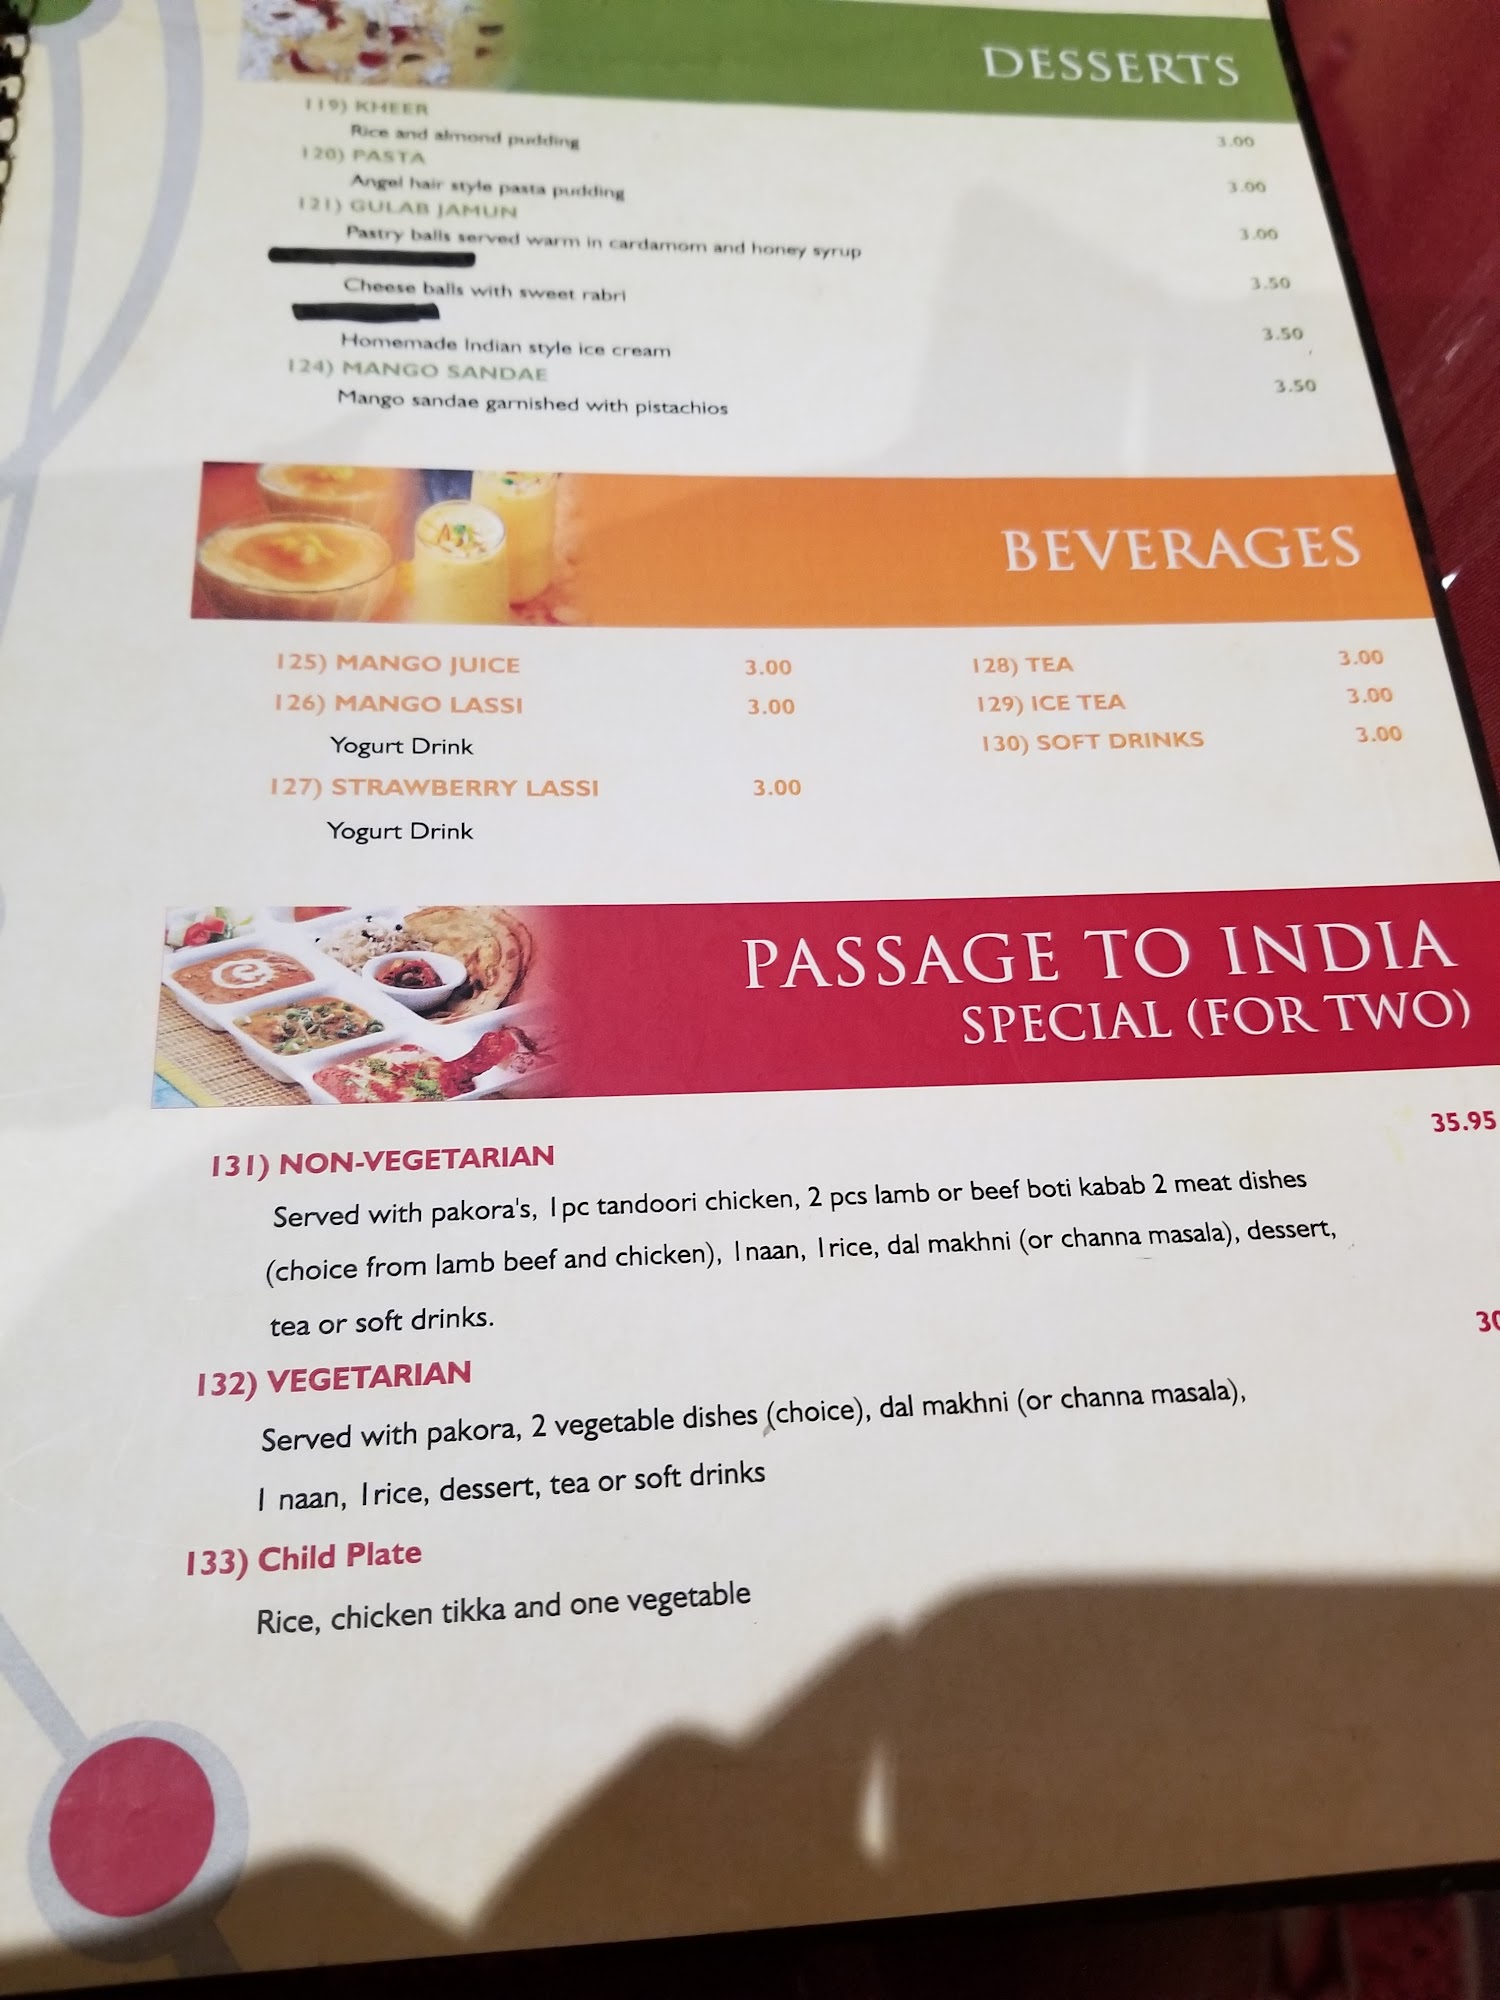 DESSERTS
119) KHEER
Rice and almond pudding 3.00
120) PASTA
Angel hair style pasta pudding 3.00
121) GULAB JAMUN
Pastry balls served warm in cardamom and honey syrup 3.00
Cheese balls with sweet rabri 3.50
Homemade Indian style ice cream 3.50
124) MANGO SANDAE
Mango sandae garnished with pistachios 3.50
BEVERAGES
125) MANGO JUICE 3.00
126) MANGO LASSI 3.00
Yogurt Drink
127) STRAWBERRY LASSI 3.00
Yogurt Drink
128) TEA 3.00
129) ICE TEA 3.00
130) SOFT DRINKS 3.00
PASSAGE TO INDIA
SPECIAL (FOR TWO)
131) NON-VEGETARIAN 35.95
Served with pakora's, 1pc tandoori chicken, 2 pcs lamb or beef boti kabab 2 meat dishes
(choice from lamb beef and chicken), 1naan, 1rice, dal makhni (or channa masala), dessert,
tea or soft drinks.
132) VEGETARIAN
Served with pakora, 2 vegetable dishes (choice), dal makhni (or channa masala),
1 naan, 1rice, dessert, tea or soft drinks
133) Child Plate
Rice, chicken tikka and one vegetable